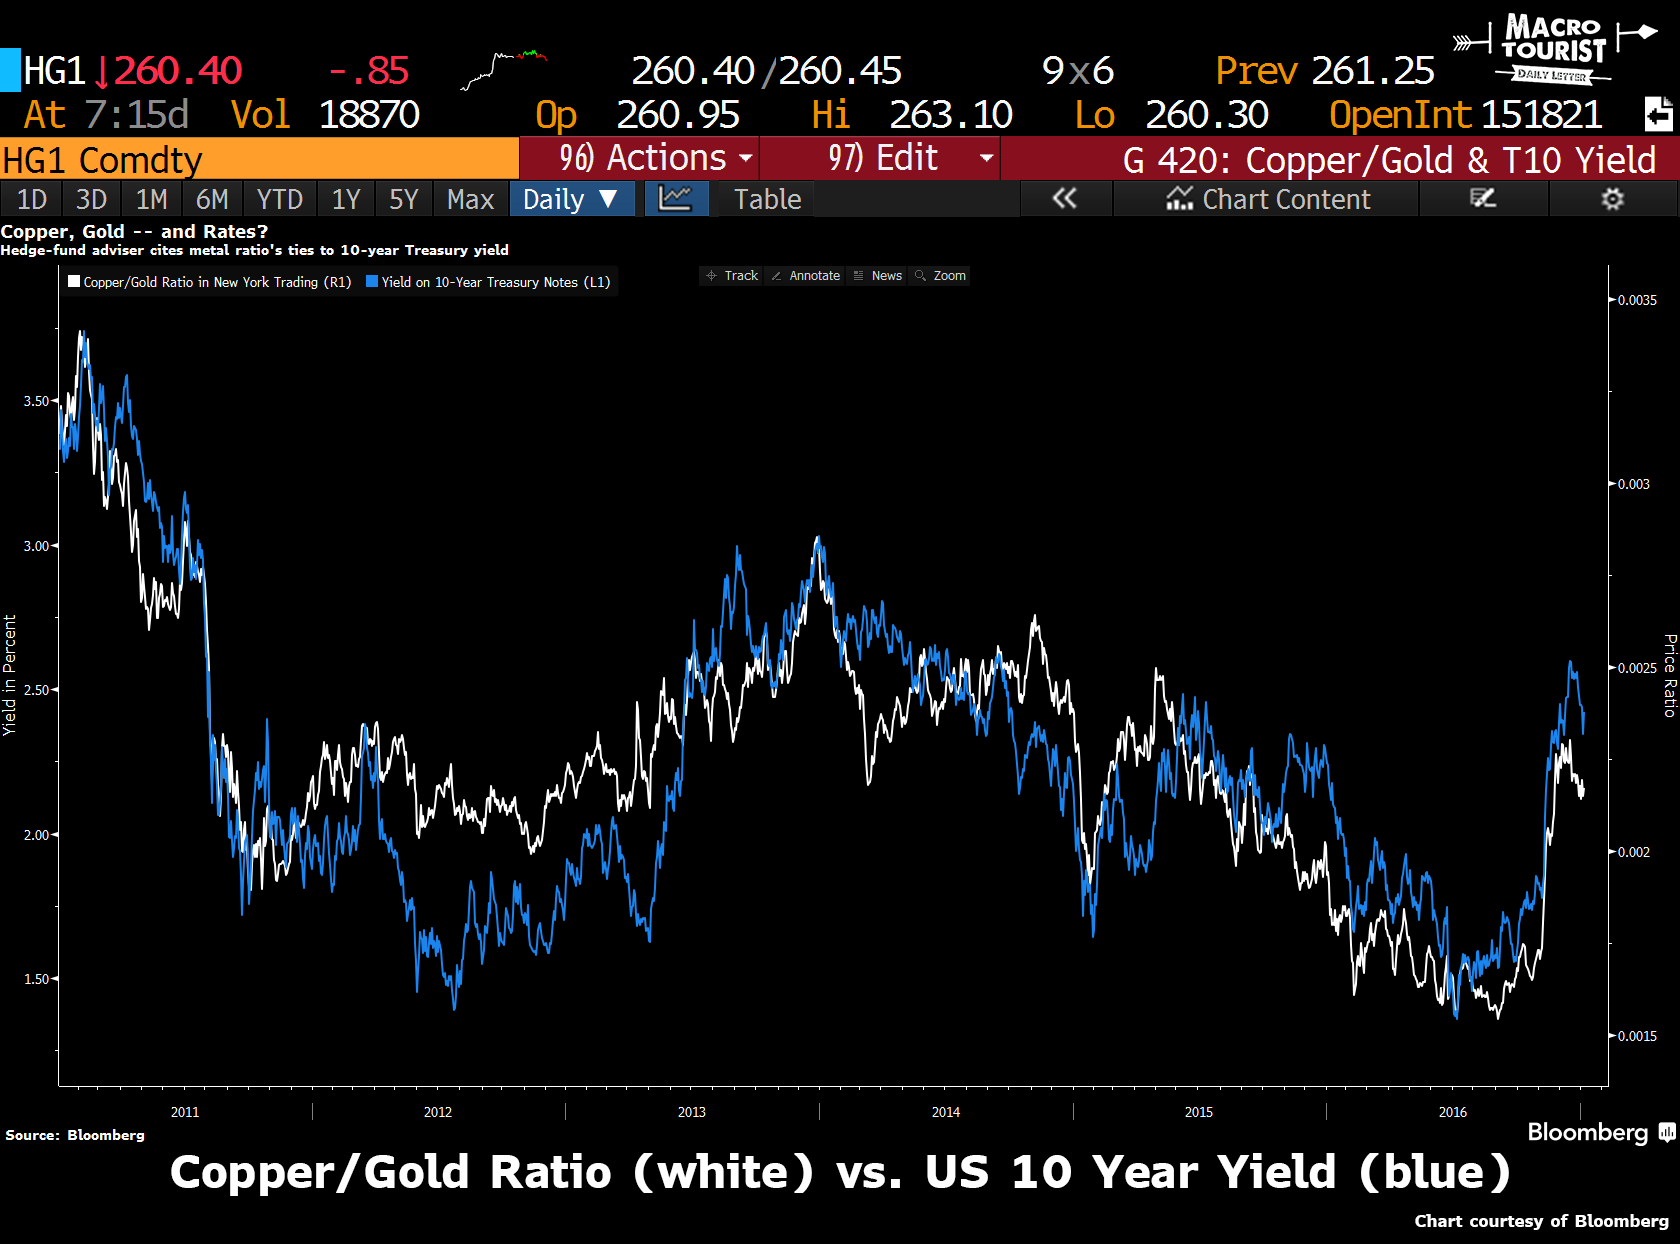 MACRO
TOURIST
DAILY LETTER
HG1 ↓260.40 -.85 260.40/260.45 9x6 Prev 261.25
At 7:15d Vol 18870 Op 260.95 Hi 263.10 Lo 260.30 OpenInt 151821
HG1 Comdty 96) Actions 97) Edit G 420: Copper/Gold & T10 Yield
1D 3D 1M 6M YTD 1Y 5Y Max Daily ▼ Table « Chart Content
Copper, Gold -- and Rates?
Hedge-fund adviser cites metal ratio's ties to 10-year Treasury yield
Copper/Gold Ratio in New York Trading (R1) Yield on 10-Year Treasury Notes (L1)
Track Annotate News Zoom
0.0035
3.50
0.003
3.00
Yield in Percent
Price Ratio
0.0025
2.50
2.00
0.002
1.50
0.0015
2011 2012 2013 2014 2015 2016
Source: Bloomberg
Bloomberg
Copper/Gold Ratio (white) vs. US 10 Year Yield (blue)
Chart courtesy of Bloomberg